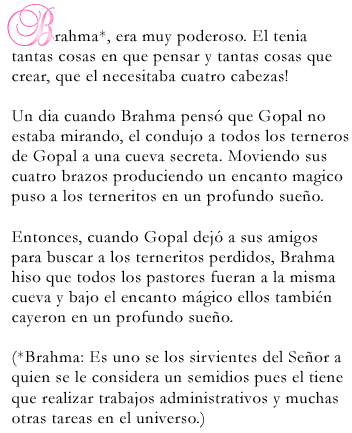 Brahma*, era muy poderoso. El tenia
tantas cosas en que pensar y tantas cosas que
crear, que el necesitaba cuatro cabezas!
Un dia cuando Brahma pensó que Gopal no
estaba mirando, el condujo a todos los terneros
de Gopal a una cueva secreta. Moviendo sus
cuatro brazos produciendo un encanto magico
puso a los terneritos en un profundo sueño.
Entonces, cuando Gopal dejó a sus amigos
para buscar a los terneritos perdidos, Brahma
hiso que todos los pastores fueran a la misma
cueva y bajo el encanto mágico ellos también
cayeron en un profundo sueño.
(*Brahma: Es uno se los sirvientes del Señor a
quien se le considera un semidios pues el tiene
que realizar trabajos administrativos y muchas
otras tareas en el universo.)